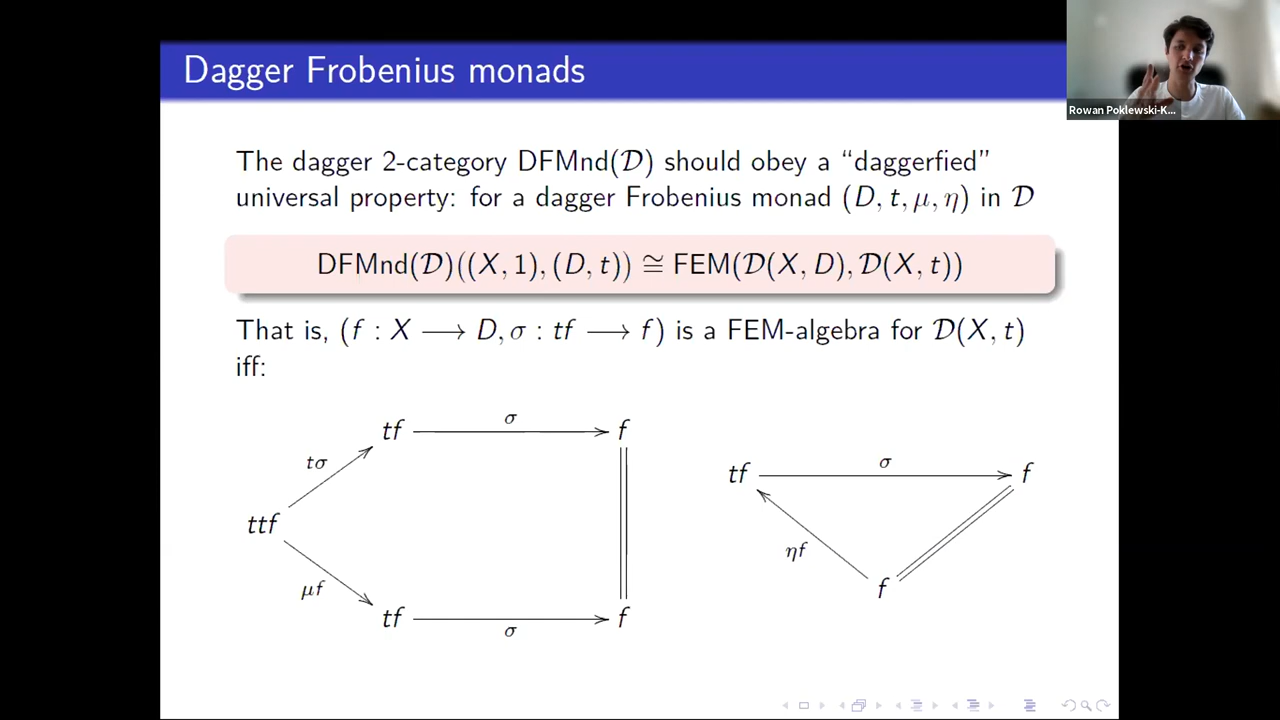 Dagger Frobenius monads
Rowan Poklewski-K...
The dagger 2-category DFMnd(𝒟) should obey a “daggerfied”
universal property: for a dagger Frobenius monad (D, t, μ, η) in 𝒟
DFMnd(𝒟)((X, 1), (D, t)) ≅ FEM(𝒟(X, D), 𝒟(X, t))
That is, (f : X ⟶ D, σ : tf ⟶ f) is a FEM-algebra for 𝒟(X, t)
iff:
tf
σ
f
tσ
ttf
μf
tf
σ
f
tf
σ
f
ηf
f